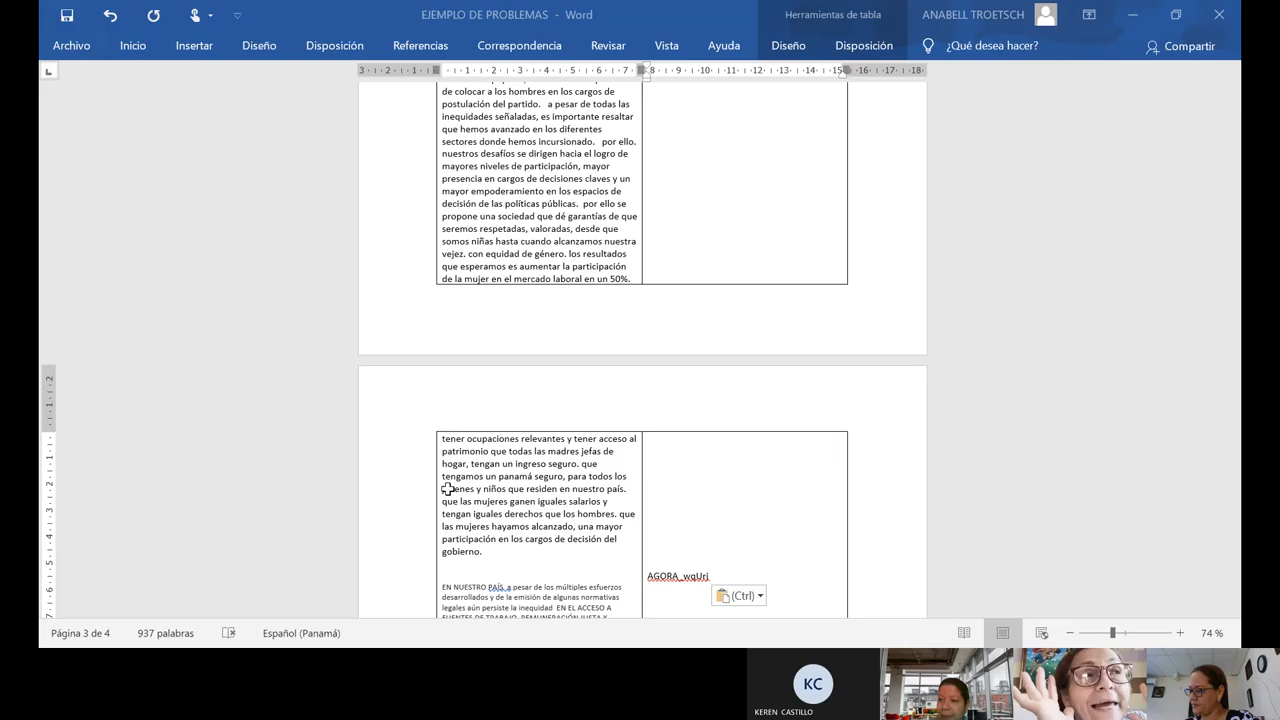 EJEMPLO DE PROBLEMAS - Word
Herramientas de tabla
ANABELL TROETSCH
Archivo
Inicio
Insertar
Diseño
Disposición
Referencias
Correspondencia
Revisar
Vista
Ayuda
Diseño
Disposición
¿Qué desea hacer?
Compartir
de colocar a los hombres en los cargos de
postulación del partido. a pesar de todas las
inequidades señaladas, es importante resaltar
que hemos avanzado en los diferentes
sectores donde hemos incursionado. por ello.
nuestros desafíos se dirigen hacia el logro de
mayores niveles de participación, mayor
presencia en cargos de decisiones claves y un
mayor empoderamiento en los espacios de
decisión de las políticas públicas. por ello se
propone una sociedad que dé garantías de que
seremos respetadas, valoradas, desde que
somos niñas hasta cuando alcanzamos nuestra
vejez. con equidad de género. los resultados
que esperamos es aumentar la participación
de la mujer en el mercado laboral en un 50%.
tener ocupaciones relevantes y tener acceso al
patrimonio que todas las madres jefas de
hogar, tengan un ingreso seguro. que
tengamos un panamá seguro, para todos los
y niños que residen en nuestro país.
que las mujeres ganen iguales salarios y
tengan iguales derechos que los hombres. que
las mujeres hayamos alcanzado, una mayor
participación en los cargos de decisión del
gobierno.
AGORA_wqUrj
(Ctrl)
EN NUESTRO PAÍS, a pesar de los múltiples esfuerzos
desarrollados y de la emisión de algunas normativas
legales aún persiste la inequidad EN EL ACCESO A
FUENTES DE TRABAJO, REMUNERACIÓN JUSTA Y
Página 3 de 4
937 palabras
Español (Panamá)
74 %
KC
KEREN CASTILLO